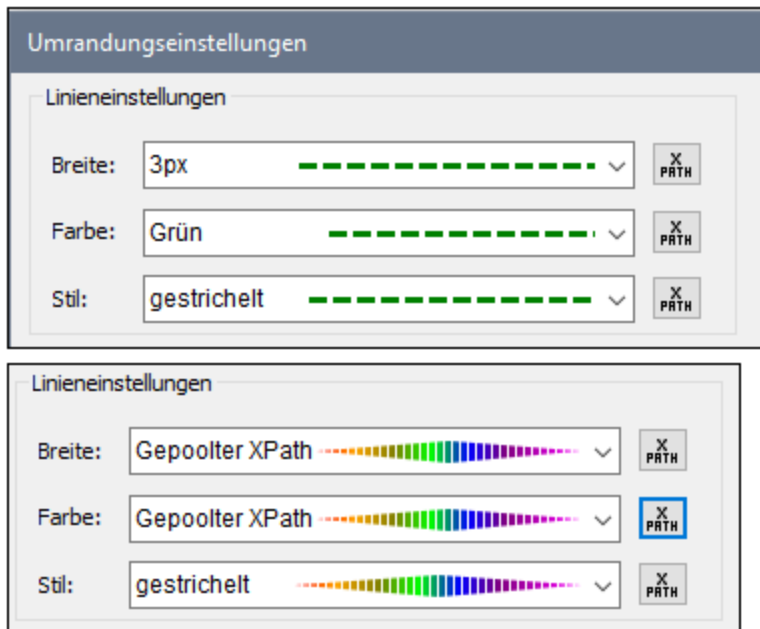 Umrandungseinstellungen
Linieneinstellungen
Breite: 3px X PATH
Farbe: Grün X PATH
Stil: gestrichelt X PATH
Linieneinstellungen
Breite: Gepoolter XPath X PATH
Farbe: Gepoolter XPath X PATH
Stil: gestrichelt X PATH